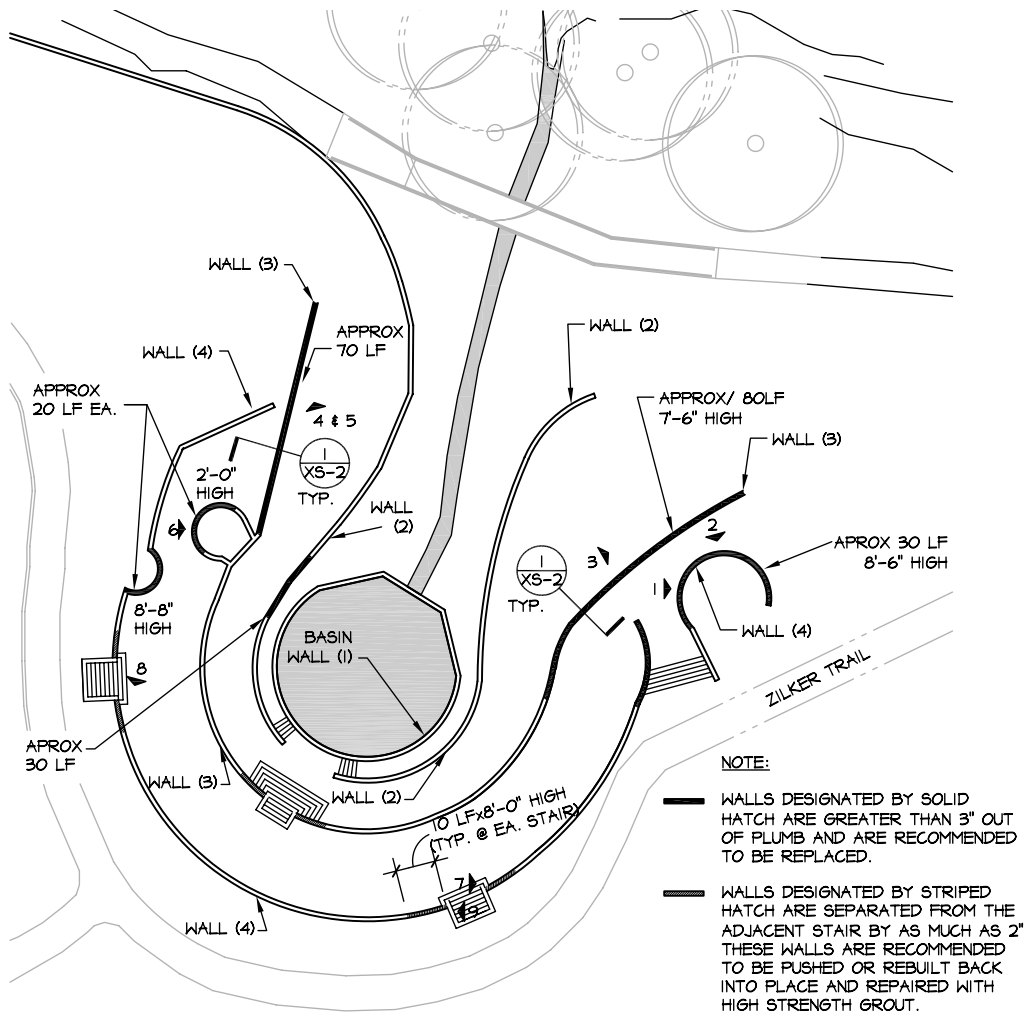 WALL (3)
APPROX
70 LF
WALL (2)
WALL (4)
APPROX
20 LF EA.
APPROX/ 80LF
7'-6" HIGH
4 & 5
WALL (3)
1
XS-2
TYP.
2'-0"
HIGH
WALL
(2)
6
2
3
APROX 30 LF
8'-6" HIGH
1
XS-2
TYP.
1
8'-8"
HIGH
WALL (4)
BASIN
WALL (1)
8
ZILKER TRAIL
APROX
30 LF
WALL (3)
WALL (2)
10 LFx8'-0" HIGH
(TYP. @ EA. STAIR)
7
9
WALL (4)
NOTE:
WALLS DESIGNATED BY SOLID
HATCH ARE GREATER THAN 3" OUT
OF PLUMB AND ARE RECOMMENDED
TO BE REPLACED.
WALLS DESIGNATED BY STRIPED
HATCH ARE SEPARATED FROM THE
ADJACENT STAIR BY AS MUCH AS 2"
THESE WALLS ARE RECOMMENDED
TO BE PUSHED OR REBUILT BACK
INTO PLACE AND REPAIRED WITH
HIGH STRENGTH GROUT.